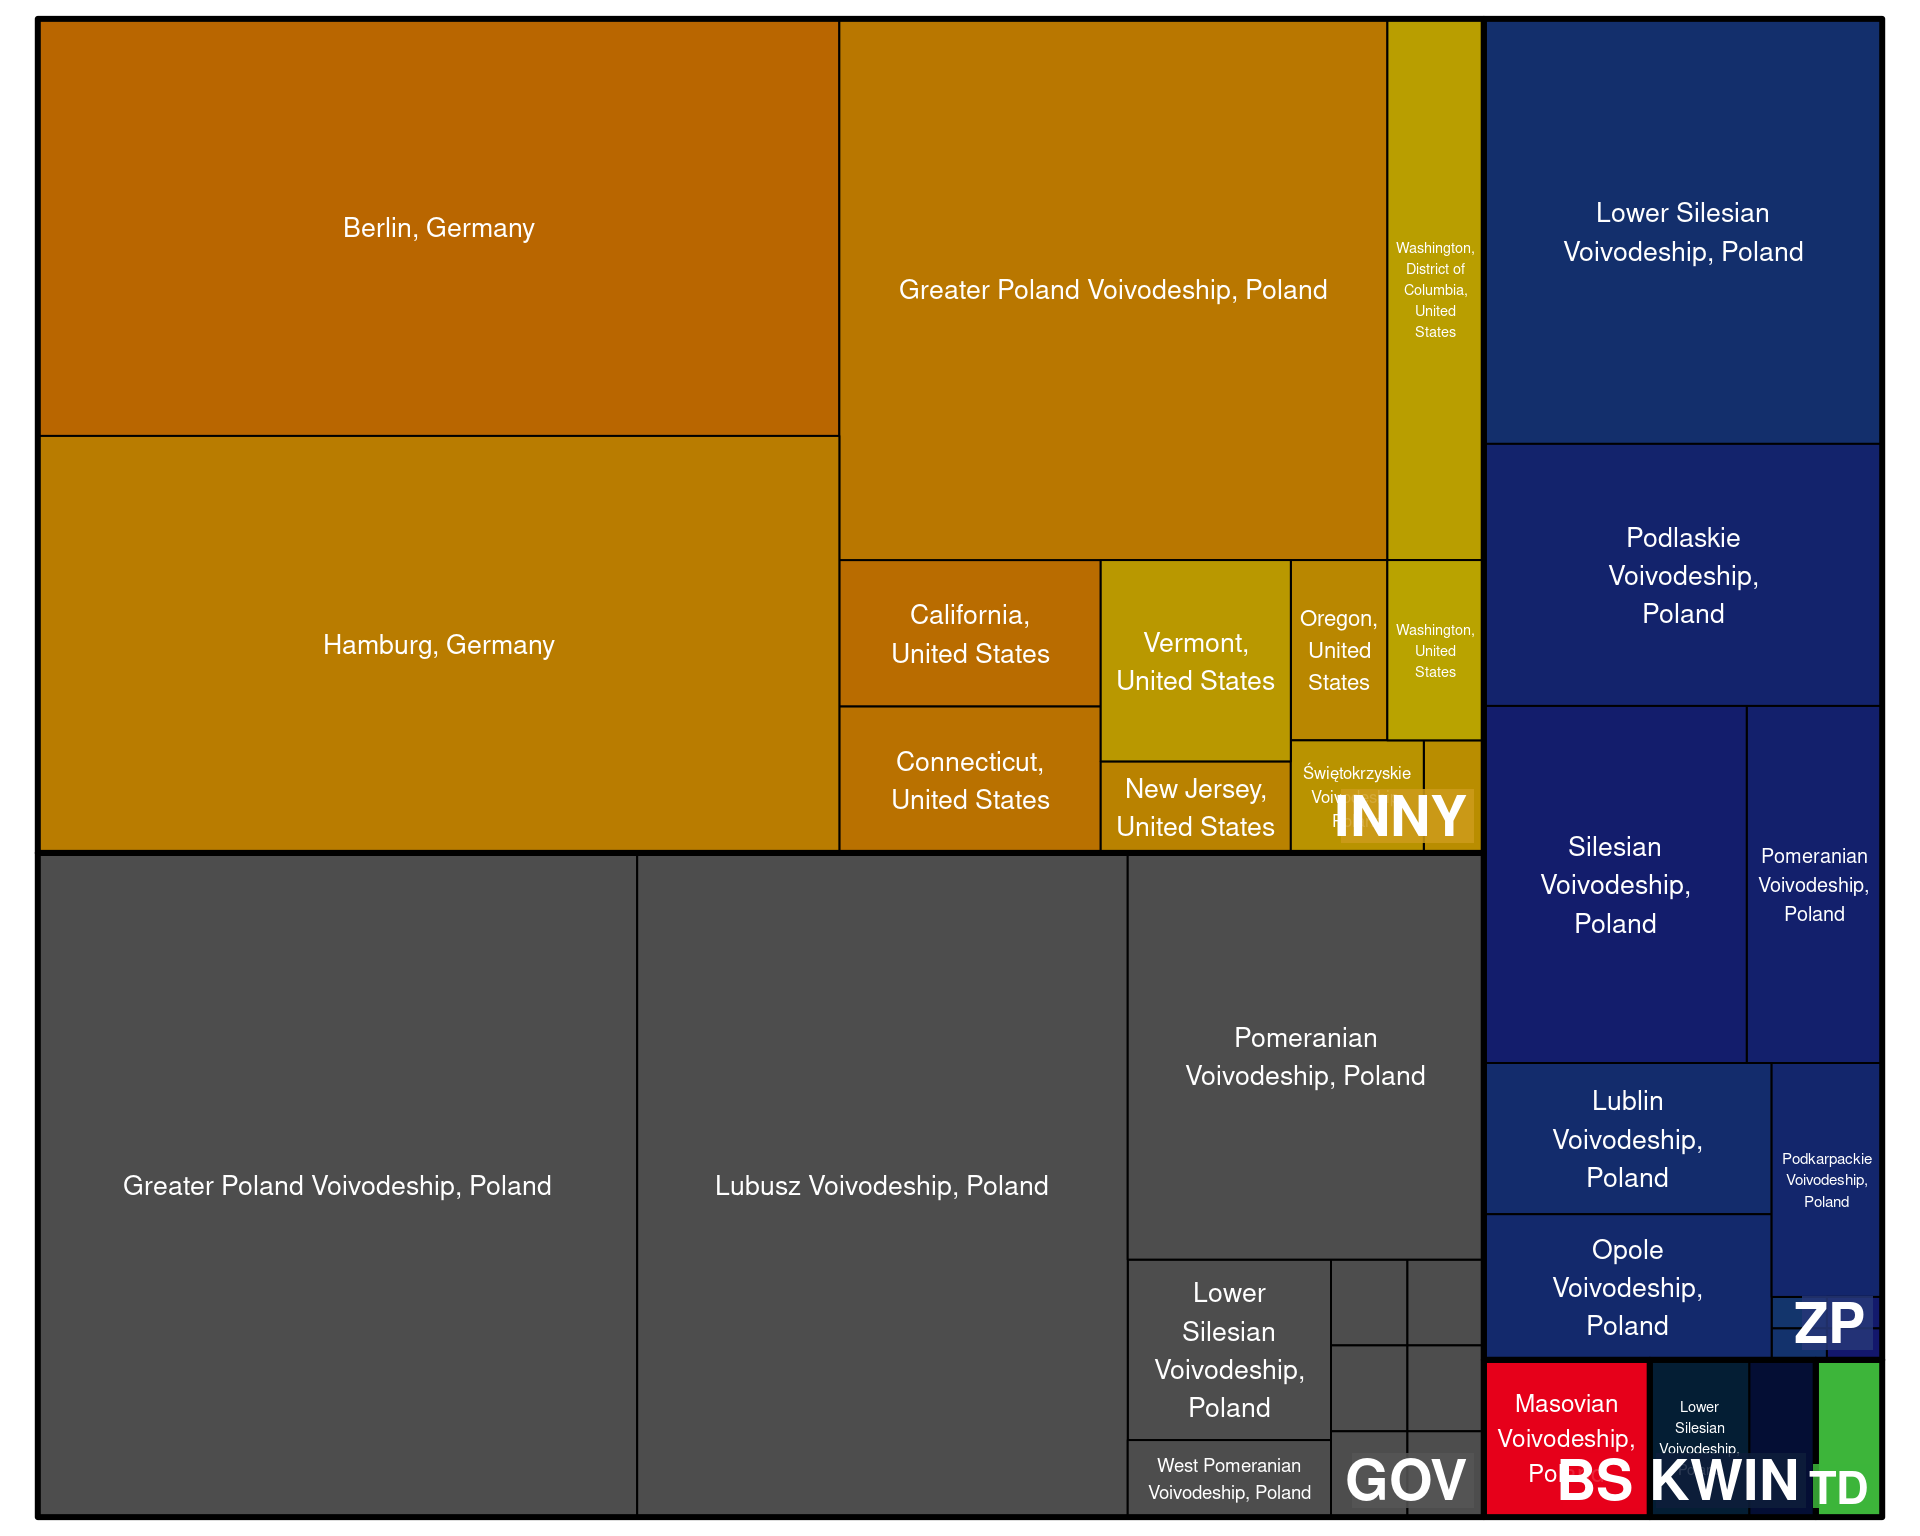 Berlin, Germany
Hamburg, Germany
Greater Poland Voivodeship, Poland
Washington,
District of
Columbia,
United
States
California,
United States
Connecticut,
United States
Vermont,
United States
New Jersey,
United States
Oregon,
United
States
Washington,
United
States
Świętokrzyskie
INNY
Greater Poland Voivodeship, Poland
Lubusz Voivodeship, Poland
Pomeranian
Voivodeship, Poland
Lower
Silesian
Voivodeship,
Poland
West Pomeranian
Voivodeship, Poland
GOV
Lower Silesian
Voivodeship, Poland
Podlaskie
Voivodeship,
Poland
Silesian
Voivodeship,
Poland
Pomeranian
Voivodeship,
Poland
Lublin
Voivodeship,
Poland
Opole
Voivodeship,
Poland
Podkarpackie
Voivodeship,
Poland
ZP
Masovian
Voivodeship,
BS
Lower
Silesian
Voivodeship,
KWIN
TD